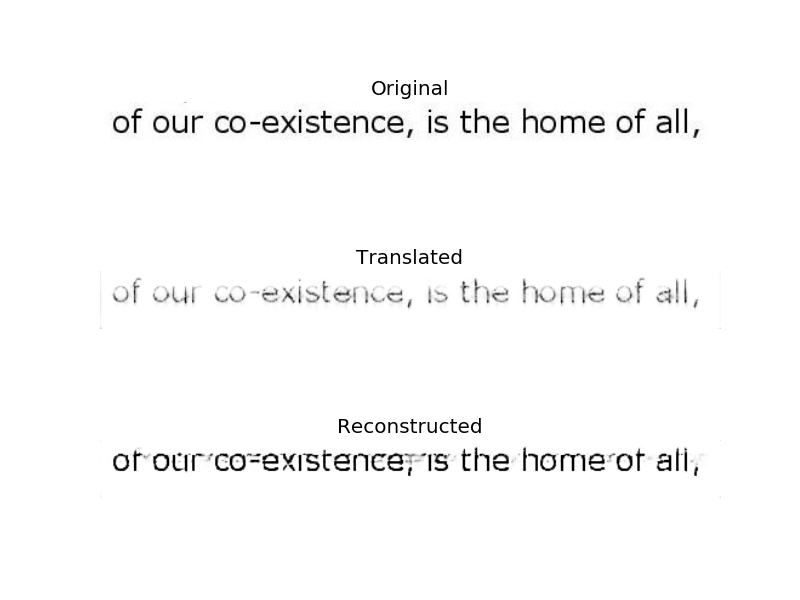 Original
of our co-existence, is the home of all,
Translated
of our co-existence, is the home of all,
Reconstructed
of our co-existence, is the home of all,